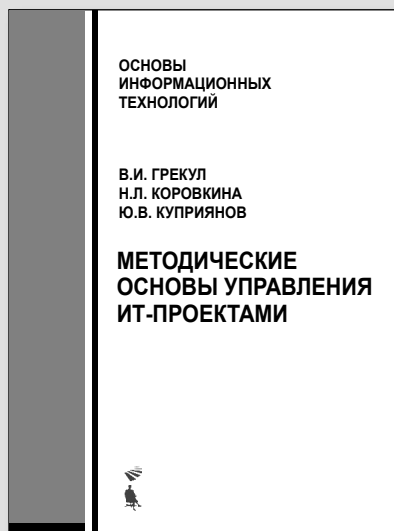 ОСНОВЫ
ИНФОРМАЦИОННЫХ
ТЕХНОЛОГИЙ
В.И. ГРЕКУЛ
Н.Л. КОРОВКИНА
Ю.В. КУПРИЯНОВ
МЕТОДИЧЕСКИЕ
ОСНОВЫ УПРАВЛЕНИЯ
ИТ-ПРОЕКТАМИ